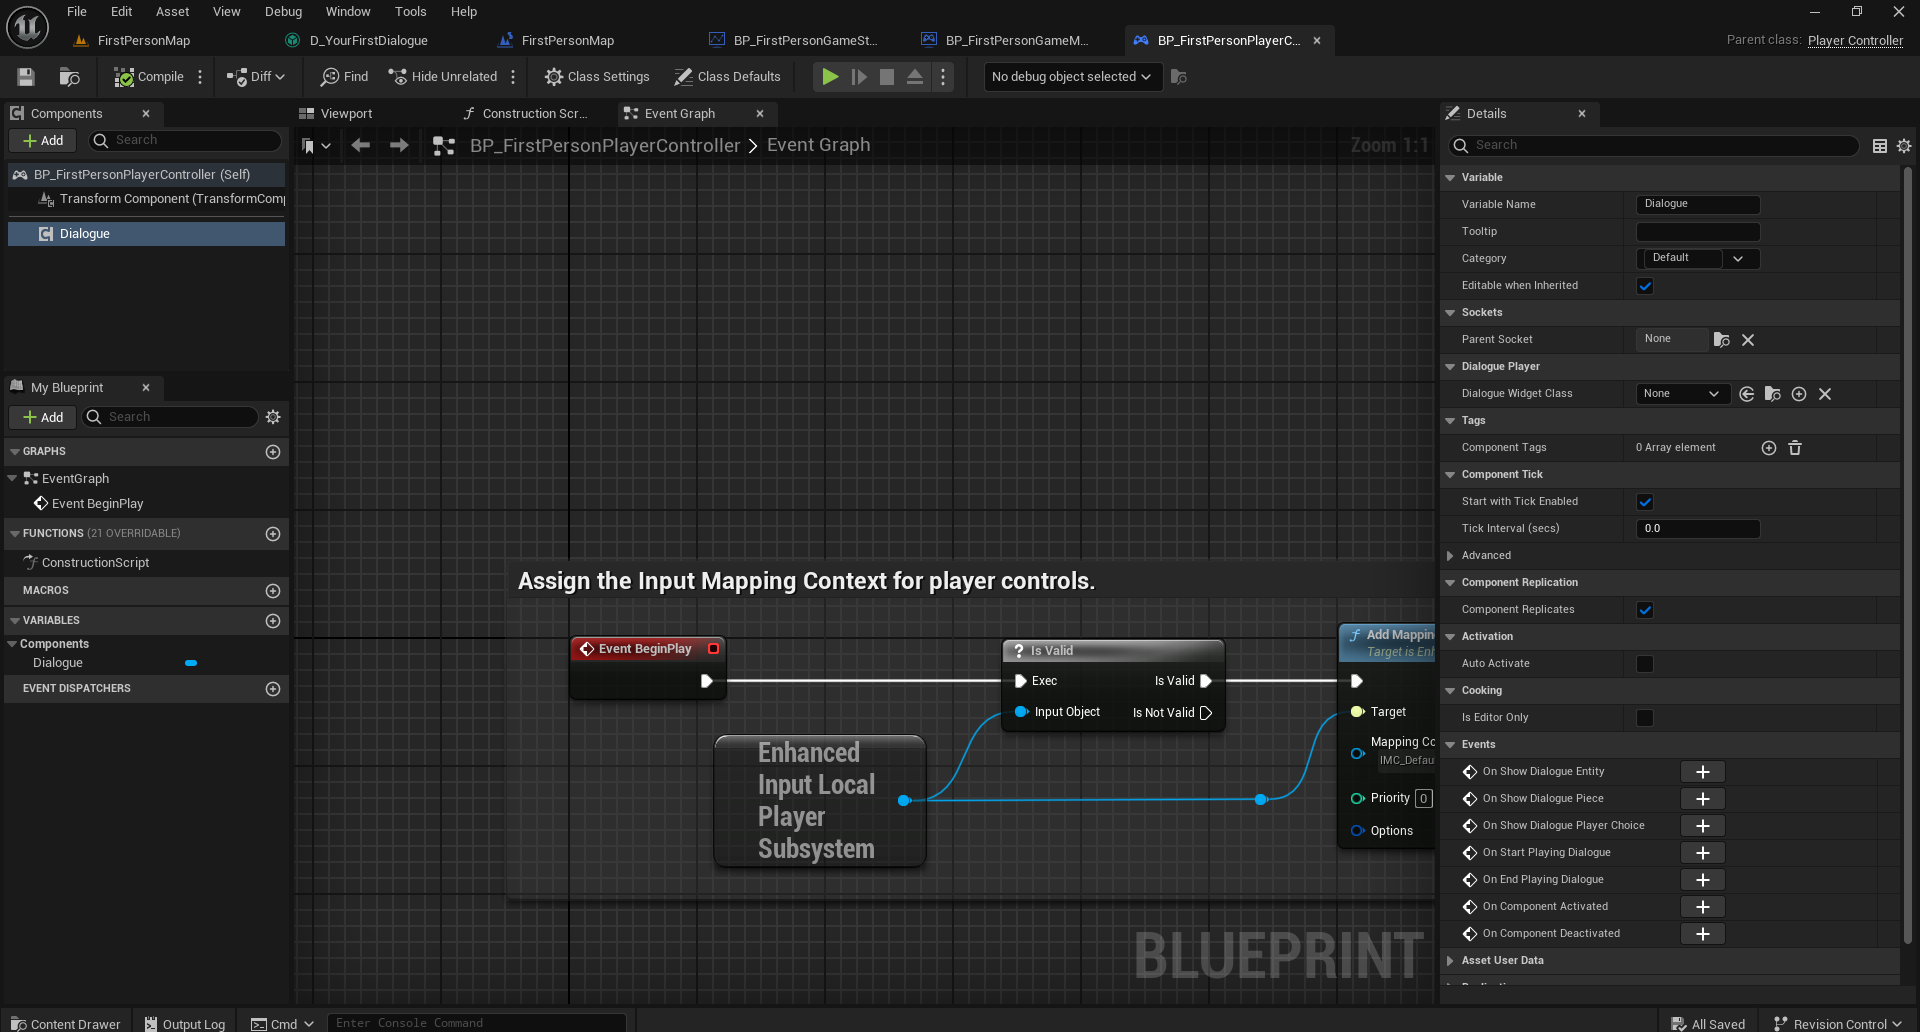 File Edit Asset View Debug Window Tools Help
FirstPersonMap D_YourFirstDialogue FirstPersonMap BP_FirstPersonGameSt... BP_FirstPersonGameM... BP_FirstPersonPlayerC... Parent class: Player Controller
Compile Diff Find Hide Unrelated Class Settings Class Defaults No debug object selected
Components
Add Search
BP_FirstPersonPlayerController (Self)
Transform Component (TransformComp
Dialogue
My Blueprint
Add Search
GRAPHS
EventGraph
Event BeginPlay
FUNCTIONS (21 OVERRIDABLE)
ConstructionScript
MACROS
VARIABLES
Components
Dialogue
EVENT DISPATCHERS
Viewport Construction Scr... Event Graph
BP_FirstPersonPlayerController > Event Graph Zoom 1:1
Assign the Input Mapping Context for player controls.
Event BeginPlay
Enhanced
Input Local
Player
Subsystem
? Is Valid
Exec Is Valid
Input Object Is Not Valid
f Add Mappin
Target is Enh
Target
Mapping Co
IMC_Defau
Priority 0
Options
BLUEPRINT
Details
Search
Variable
Variable Name Dialogue
Tooltip
Category Default
Editable when Inherited
Sockets
Parent Socket None
Dialogue Player
Dialogue Widget Class None
Tags
Component Tags 0 Array element
Component Tick
Start with Tick Enabled
Tick Interval (secs) 0.0
Advanced
Component Replication
Component Replicates
Activation
Auto Activate
Cooking
Is Editor Only
Events
On Show Dialogue Entity
On Show Dialogue Piece
On Show Dialogue Player Choice
On Start Playing Dialogue
On End Playing Dialogue
On Component Activated
On Component Deactivated
Asset User Data
Content Drawer Output Log Cmd Enter Console Command All Saved Revision Control